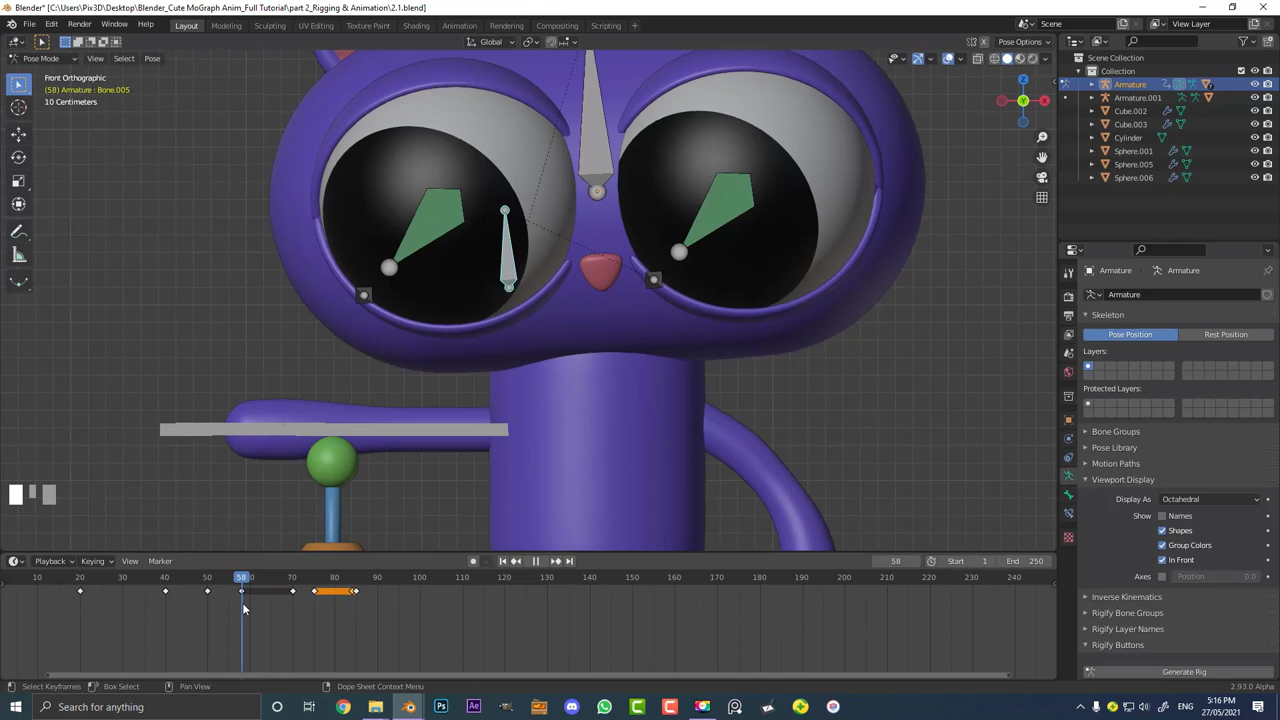 Blender* [C:\Users\Pix3D\Desktop\Blender_Cute MoGraph Anim_Full Tutorial\part 2_Rigging & Animation\2.1.blend]
File Edit Render Window Help Layout Modeling Sculpting UV Editing Texture Paint Shading Animation Rendering Compositing Scripting + Scene View Layer
Global Pose Options
Pose Mode View Select Pose
Front Orthographic
(58) Armature : Bone.005
10 Centimeters
Scene Collection
Collection
Armature
Armature.001
Cube.002
Cube.003
Cylinder
Sphere.001
Sphere.005
Sphere.006
Armature Armature
Armature
Skeleton
Pose Position Rest Position
Layers:
Protected Layers:
Bone Groups
Pose Library
Motion Paths
Viewport Display
Display As Octahedral
Show Names
Shapes
Group Colors
In Front
Axes Position 0.0
Inverse Kinematics
Rigify Bone Groups
Rigify Layer Names
Rigify Buttons
Generate Rig
Playback Keying View Marker 58 Start 1 End 250
10 20 30 40 50 58 60 70 80 90 100 110 120 130 140 150 160 170 180 190 200 210 220 230 240
Select Keyframes Box Select Pan View Dope Sheet Context Menu 2.93.0 Alpha
Search for anything ENG 5:16 PM
27/05/2021